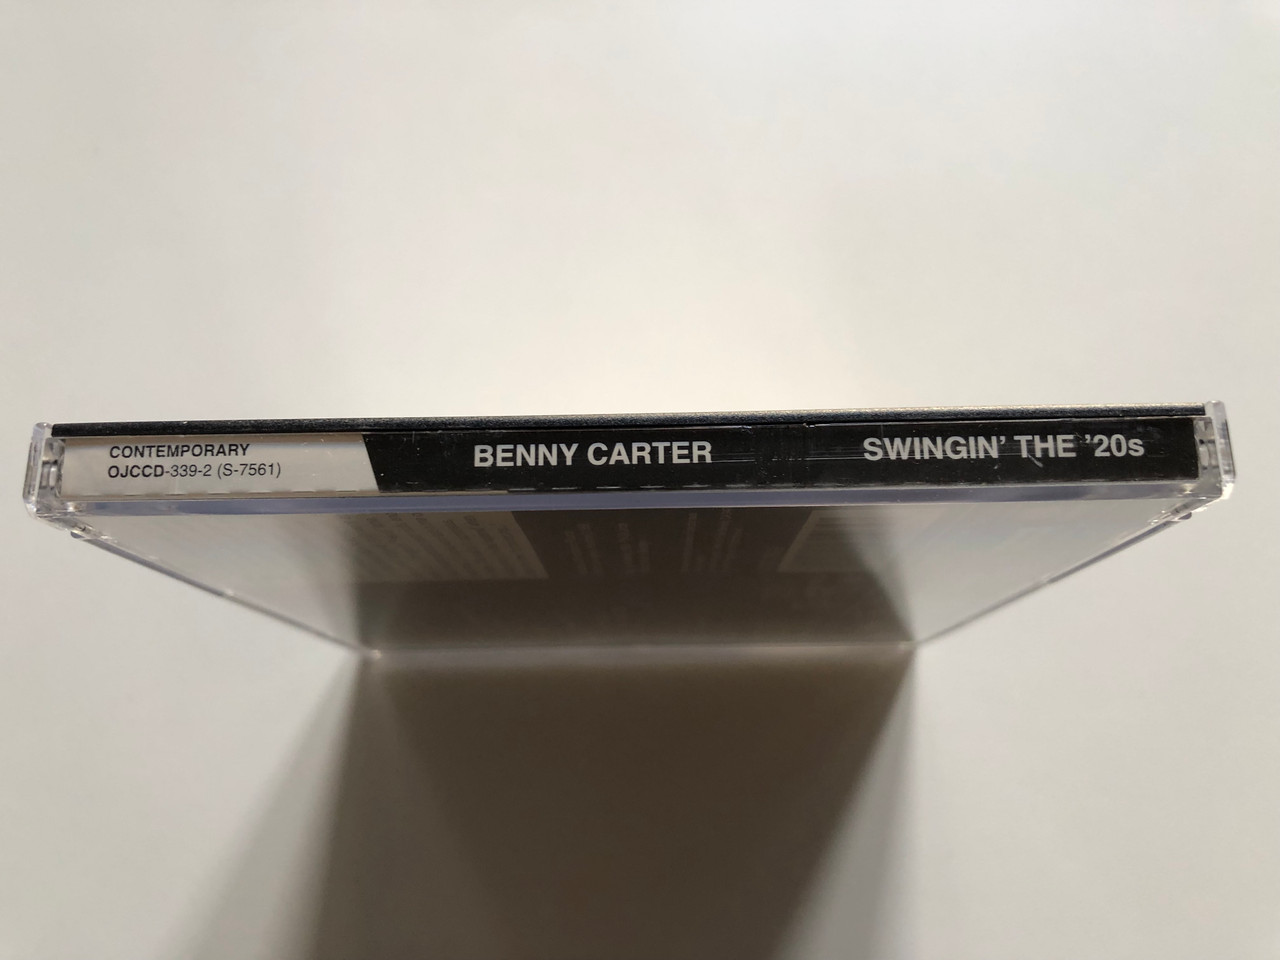 CONTEMPORARY
OJCCD-339-2 (S-7561)
BENNY CARTER
SWINGIN' THE '20s